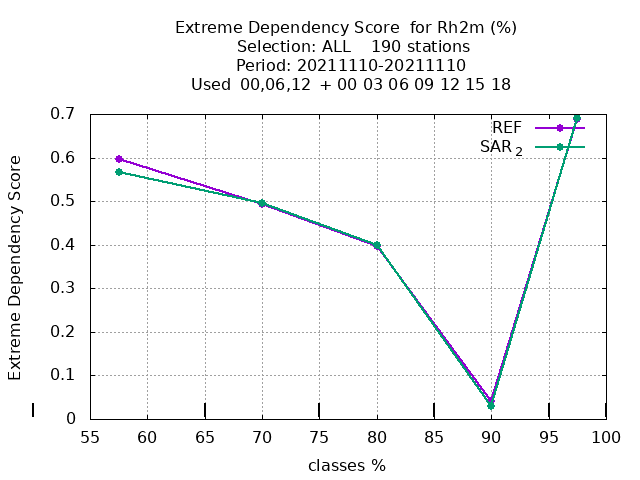 Extreme Dependency Score  for Rh2m (%)
Selection: ALL    190 stations
Period: 20211110-20211110
Used  00,06,12  + 00 03 06 09 12 15 18
REF
SAR 2
Extreme Dependency Score
0.7
0.6
0.5
0.4
0.3
0.2
0.1
0
55 60 65 70 75 80 85 90 95 100
classes %